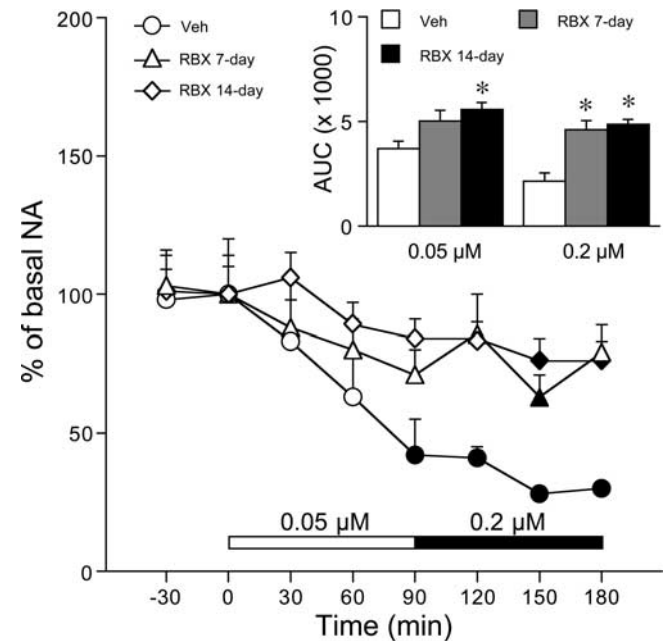 200
150
100
50
0
% of basal NA
Veh
RBX 7-day
RBX 14-day
10
5
0
AUC (x 1000)
Veh
RBX 7-day
RBX 14-day
*
* *
0.05 µM
0.2 µM
0.05 µM
0.2 µM
-30 0 30 60 90 120 150 180
Time (min)